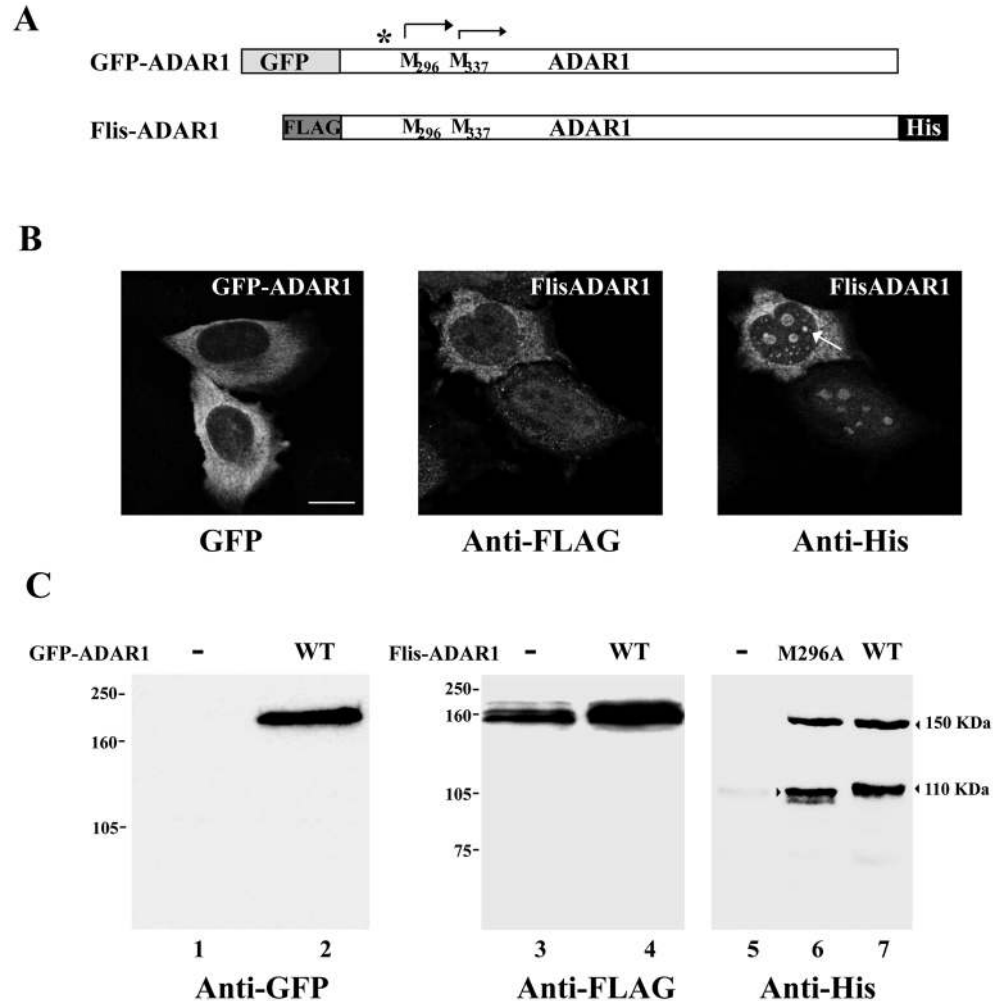 A
*
GFP-ADAR1 GFP M296 M337 ADAR1
Flis-ADAR1 FLAG M296 M337 ADAR1 His
B
GFP-ADAR1 FlisADAR1 FlisADAR1
GFP Anti-FLAG Anti-His
C
GFP-ADAR1 - WT Flis-ADAR1 - WT - M296A WT
250-
160-
105-
250-
160-
105-
75-
150 KDa
110 KDa
1 2 3 4 5 6 7
Anti-GFP Anti-FLAG Anti-His